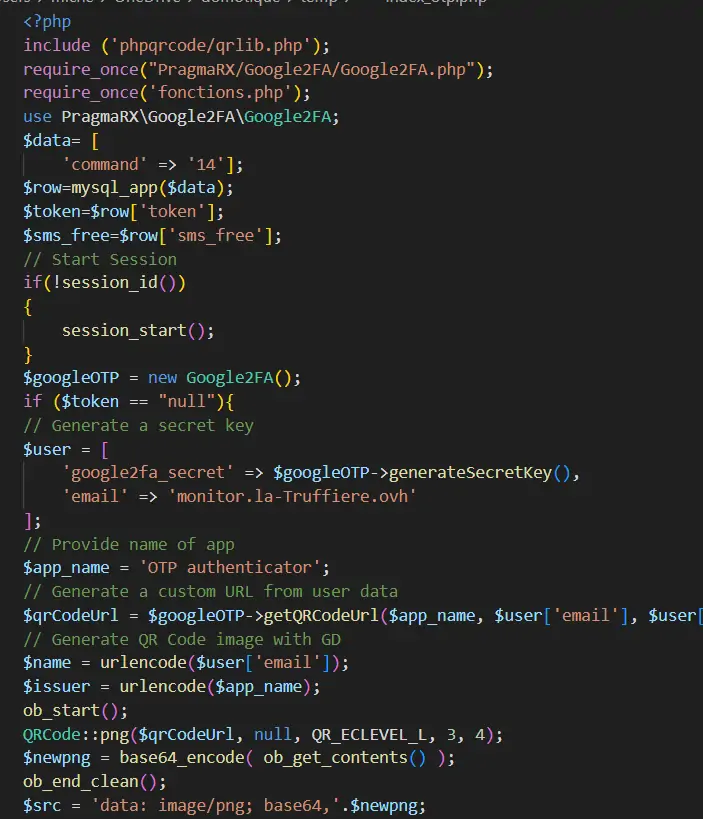 index_otp.php
<?php
include ('phpqrcode/qrlib.php');
require_once("PragmaRX/Google2FA/Google2FA.php");
require_once('fonctions.php');
use PragmaRX\Google2FA\Google2FA;
$data= [
    'command' => '14'];
$row=mysql_app($data);
$token=$row['token'];
$sms_free=$row['sms_free'];
// Start Session
if(!session_id())
{
    session_start();
}
$googleOTP = new Google2FA();
if ($token == "null"){
// Generate a secret key
$user = [
    'google2fa_secret' => $googleOTP->generateSecretKey(),
    'email' => 'monitor.la-Truffiere.ovh'
];
// Provide name of app
$app_name = 'OTP authenticator';
// Generate a custom URL from user data
$qrCodeUrl = $googleOTP->getQRCodeUrl($app_name, $user['email'], $user[
// Generate QR Code image with GD
$name = urlencode($user['email']);
$issuer = urlencode($app_name);
ob_start();
QRCode::png($qrCodeUrl, null, QR_ECLEVEL_L, 3, 4);
$newpng = base64_encode( ob_get_contents() );
ob_end_clean();
$src = 'data: image/png; base64,'.$newpng;